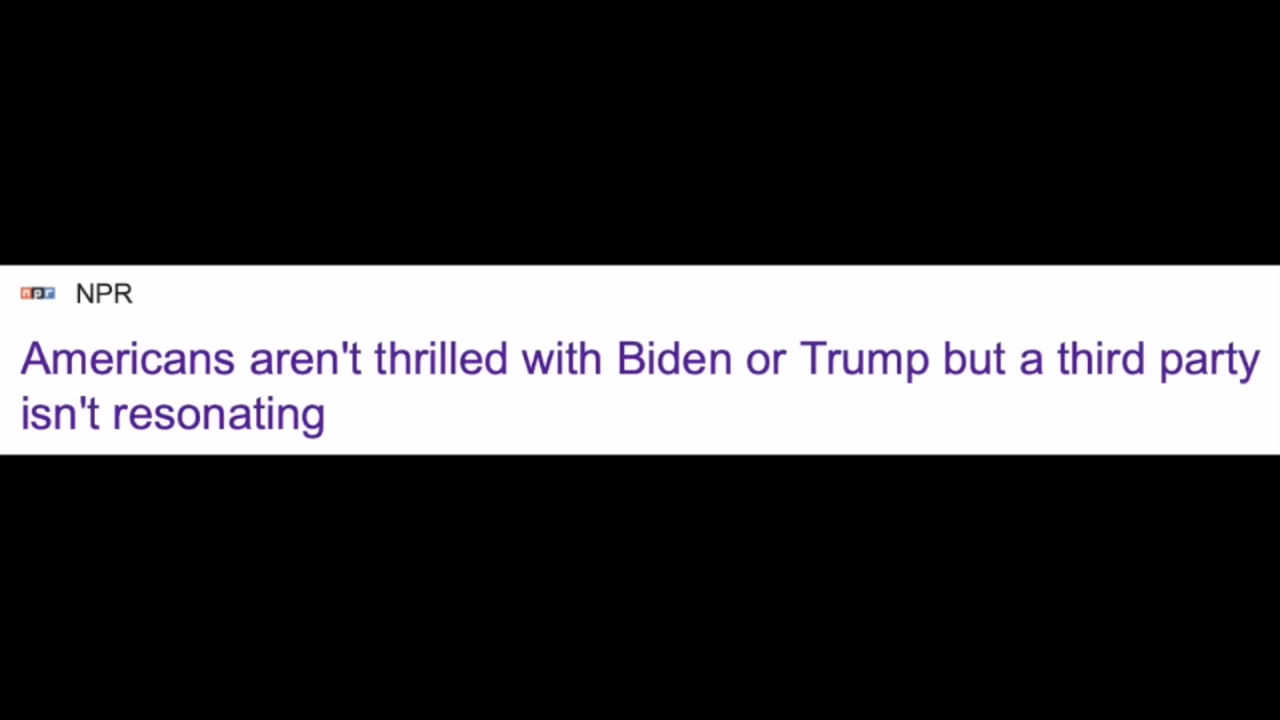 npr NPR
Americans aren't thrilled with Biden or Trump but a third party
isn't resonating